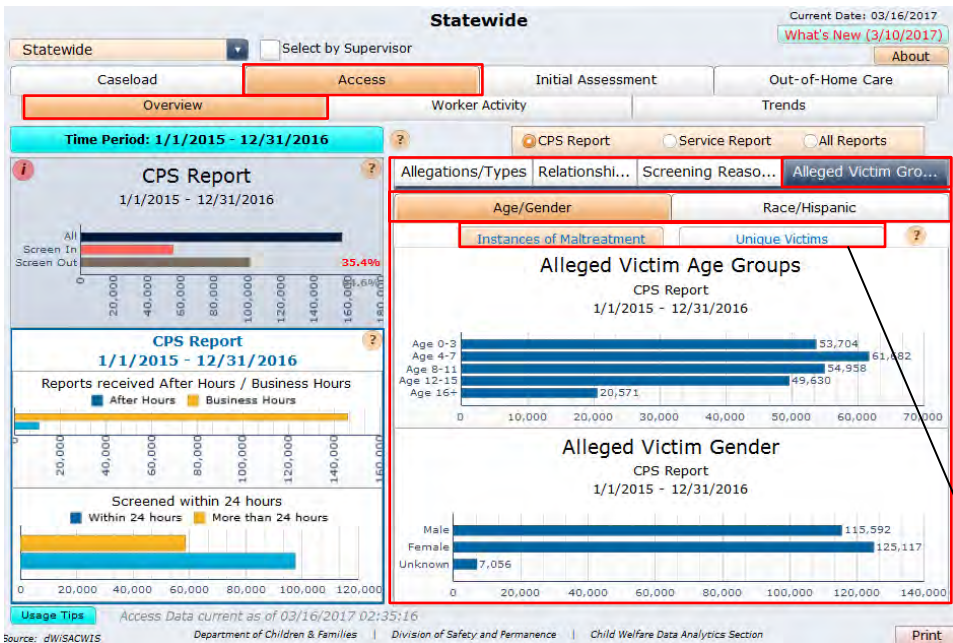 Statewide
Current Date: 03/16/2017
What's New (3/10/2017)
Statewide
Select by Supervisor
About
Caseload
Access
Initial Assessment
Out-of-Home Care
Overview
Worker Activity
Trends
Time Period: 1/1/2015 - 12/31/2016
?
CPS Report
Service Report
All Reports
i
CPS Report
?
1/1/2015 - 12/31/2016
All
Screen In
Screen Out
35.4%
0
20,000
40,000
60,000
80,000
100,000
120,000
140,000
160,000
180,000
CPS Report
?
1/1/2015 - 12/31/2016
Reports received After Hours / Business Hours
After Hours
Business Hours
0
20,000
40,000
60,000
80,000
100,000
120,000
140,000
160,000
Screened within 24 hours
Within 24 hours
More than 24 hours
0
20,000
40,000
60,000
80,000
100,000
120,000
Allegations/Types
Relationshi...
Screening Reaso...
Alleged Victim Gro...
Age/Gender
Race/Hispanic
Instances of Maltreatment
Unique Victims
?
Alleged Victim Age Groups
CPS Report
1/1/2015 - 12/31/2016
Age 0-3 53,704
Age 4-7 61,682
Age 8-11 54,958
Age 12-15 49,630
Age 16+ 20,571
0
10,000
20,000
30,000
40,000
50,000
60,000
70,000
Alleged Victim Gender
CPS Report
1/1/2015 - 12/31/2016
Male 115,592
Female 125,117
Unknown 7,056
0
20,000
40,000
60,000
80,000
100,000
120,000
140,000
Usage Tips
Access Data current as of 03/16/2017 02:35:16
Source: dWiSACWIS
Department of Children & Families | Division of Safety and Permanence | Child Welfare Data Analytics Section
Print